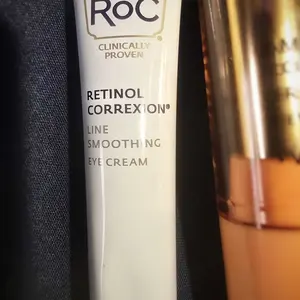 RoC
CLINICALLY
PROVEN
RETINOL
CORREXION®
LINE
SMOOTHING
EYE CREAM